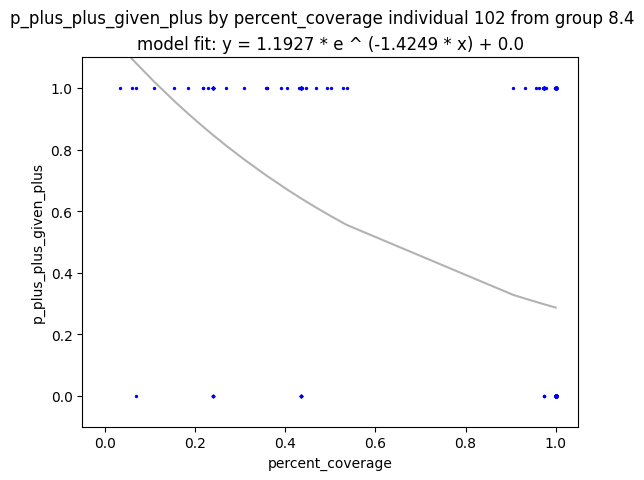 p_plus_plus_given_plus by percent_coverage individual 102 from group 8.4
model fit: y = 1.1927 * e ^ (-1.4249 * x) + 0.0
1.0
0.8
0.6
0.4
0.2
0.0
p_plus_plus_given_plus
0.0 0.2 0.4 0.6 0.8 1.0
percent_coverage